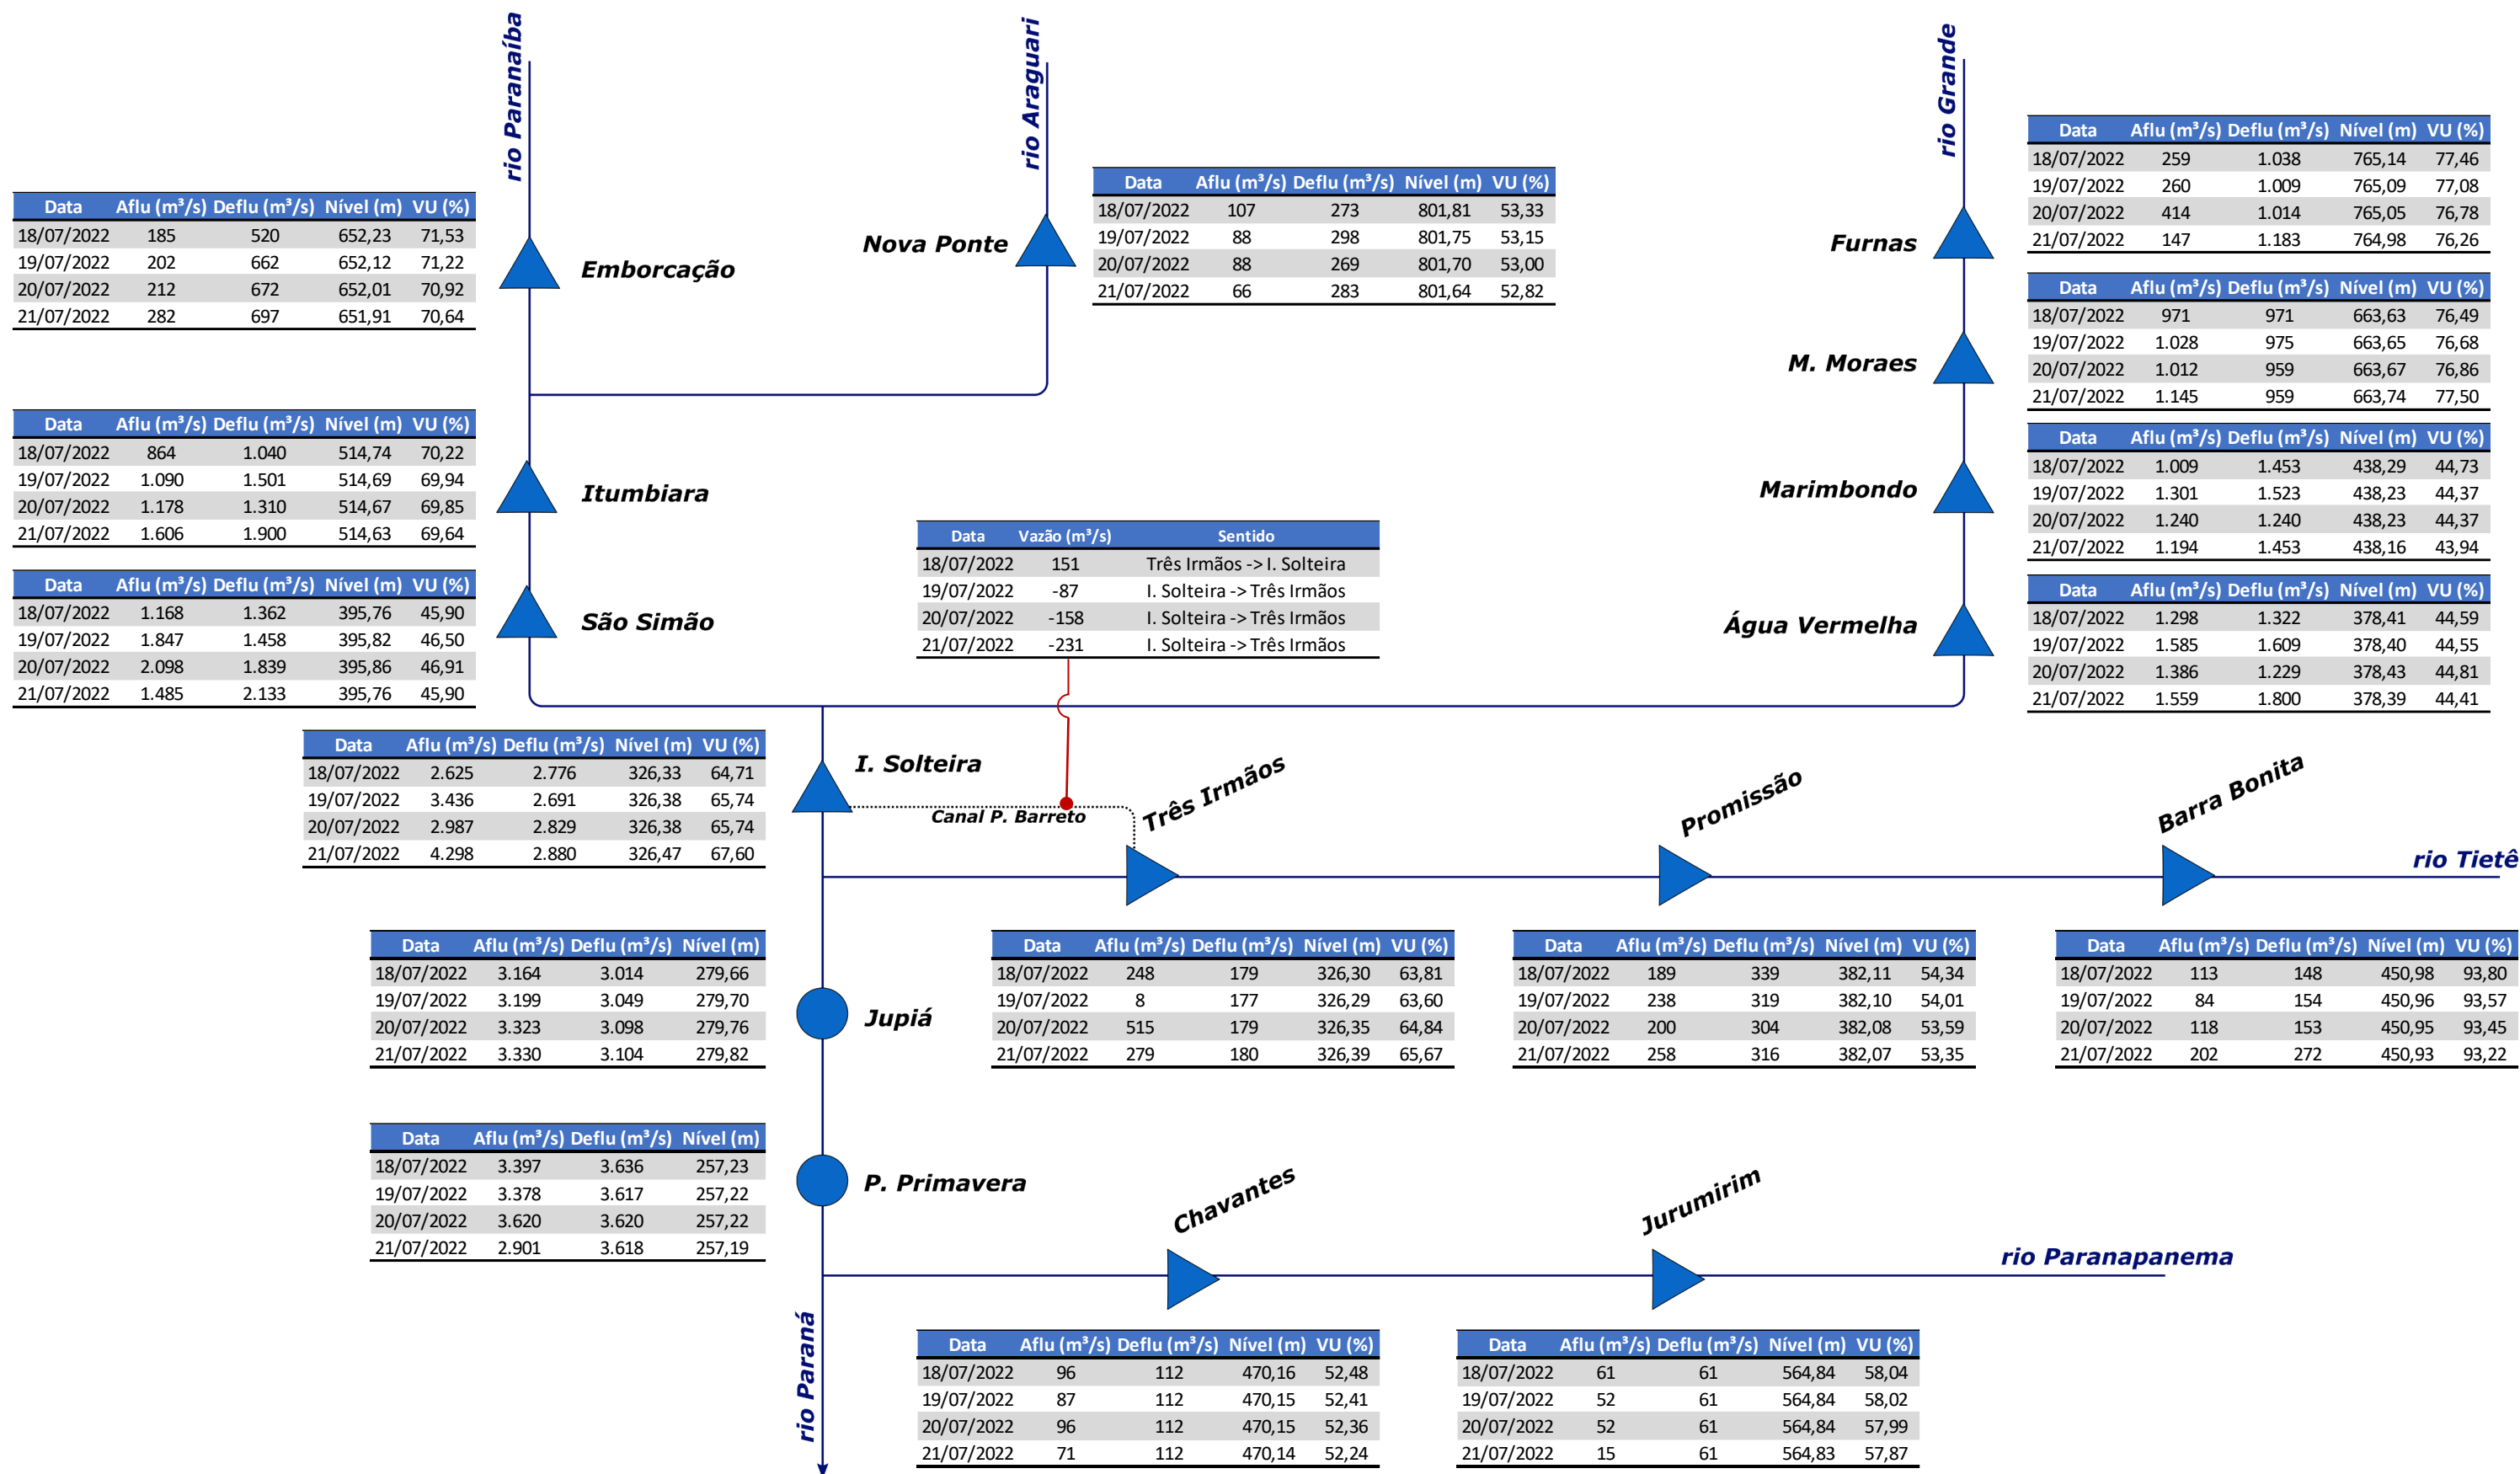 rio Paranaíba
rio Araguari
rio Grande
Data Aflu (m³/s) Deflu (m³/s) Nível (m) VU (%)
18/07/2022 185 520 652,23 71,53
19/07/2022 202 662 652,12 71,22
20/07/2022 212 672 652,01 70,92
21/07/2022 282 697 651,91 70,64
Emborcação
Nova Ponte
Data Aflu (m³/s) Deflu (m³/s) Nível (m) VU (%)
18/07/2022 107 273 801,81 53,33
19/07/2022 88 298 801,75 53,15
20/07/2022 88 269 801,70 53,00
21/07/2022 66 283 801,64 52,82
Furnas
Data Aflu (m³/s) Deflu (m³/s) Nível (m) VU (%)
18/07/2022 259 1.038 765,14 77,46
19/07/2022 260 1.009 765,09 77,08
20/07/2022 414 1.014 765,05 76,78
21/07/2022 147 1.183 764,98 76,26
M. Moraes
Data Aflu (m³/s) Deflu (m³/s) Nível (m) VU (%)
18/07/2022 971 971 663,63 76,49
19/07/2022 1.028 975 663,65 76,68
20/07/2022 1.012 959 663,67 76,86
21/07/2022 1.145 959 663,74 77,50
Data Aflu (m³/s) Deflu (m³/s) Nível (m) VU (%)
18/07/2022 864 1.040 514,74 70,22
19/07/2022 1.090 1.501 514,69 69,94
20/07/2022 1.178 1.310 514,67 69,85
21/07/2022 1.606 1.900 514,63 69,64
Itumbiara
Marimbondo
Data Aflu (m³/s) Deflu (m³/s) Nível (m) VU (%)
18/07/2022 1.009 1.453 438,29 44,73
19/07/2022 1.301 1.523 438,23 44,37
20/07/2022 1.240 1.240 438,23 44,37
21/07/2022 1.194 1.453 438,16 43,94
Data Vazão (m³/s) Sentido
18/07/2022 151 Três Irmãos -> I. Solteira
19/07/2022 -87 I. Solteira -> Três Irmãos
20/07/2022 -158 I. Solteira -> Três Irmãos
21/07/2022 -231 I. Solteira -> Três Irmãos
Data Aflu (m³/s) Deflu (m³/s) Nível (m) VU (%)
18/07/2022 1.168 1.362 395,76 45,90
19/07/2022 1.847 1.458 395,82 46,50
20/07/2022 2.098 1.839 395,86 46,91
21/07/2022 1.485 2.133 395,76 45,90
São Simão
Água Vermelha
Data Aflu (m³/s) Deflu (m³/s) Nível (m) VU (%)
18/07/2022 1.298 1.322 378,41 44,59
19/07/2022 1.585 1.609 378,40 44,55
20/07/2022 1.386 1.229 378,43 44,81
21/07/2022 1.559 1.800 378,39 44,41
Data Aflu (m³/s) Deflu (m³/s) Nível (m) VU (%)
18/07/2022 2.625 2.776 326,33 64,71
19/07/2022 3.436 2.691 326,38 65,74
20/07/2022 2.987 2.829 326,38 65,74
21/07/2022 4.298 2.880 326,47 67,60
I. Solteira
Canal P. Barreto
Três Irmãos
Promissão
Barra Bonita
rio Tietê
Data Aflu (m³/s) Deflu (m³/s) Nível (m)
18/07/2022 3.164 3.014 279,66
19/07/2022 3.199 3.049 279,70
20/07/2022 3.323 3.098 279,76
21/07/2022 3.330 3.104 279,82
Jupiá
Data Aflu (m³/s) Deflu (m³/s) Nível (m) VU (%)
18/07/2022 248 179 326,30 63,81
19/07/2022 8 177 326,29 63,60
20/07/2022 515 179 326,35 64,84
21/07/2022 279 180 326,39 65,67
Data Aflu (m³/s) Deflu (m³/s) Nível (m) VU (%)
18/07/2022 189 339 382,11 54,34
19/07/2022 238 319 382,10 54,01
20/07/2022 200 304 382,08 53,59
21/07/2022 258 316 382,07 53,35
Data Aflu (m³/s) Deflu (m³/s) Nível (m) VU (%)
18/07/2022 113 148 450,98 93,80
19/07/2022 84 154 450,96 93,57
20/07/2022 118 153 450,95 93,45
21/07/2022 202 272 450,93 93,22
Data Aflu (m³/s) Deflu (m³/s) Nível (m)
18/07/2022 3.397 3.636 257,23
19/07/2022 3.378 3.617 257,22
20/07/2022 3.620 3.620 257,22
21/07/2022 2.901 3.618 257,19
P. Primavera
Chavantes
Jurumirim
rio Paranapanema
rio Paraná
Data Aflu (m³/s) Deflu (m³/s) Nível (m) VU (%)
18/07/2022 96 112 470,16 52,48
19/07/2022 87 112 470,15 52,41
20/07/2022 96 112 470,15 52,36
21/07/2022 71 112 470,14 52,24
Data Aflu (m³/s) Deflu (m³/s) Nível (m) VU (%)
18/07/2022 61 61 564,84 58,04
19/07/2022 52 61 564,84 58,02
20/07/2022 52 61 564,84 57,99
21/07/2022 15 61 564,83 57,87